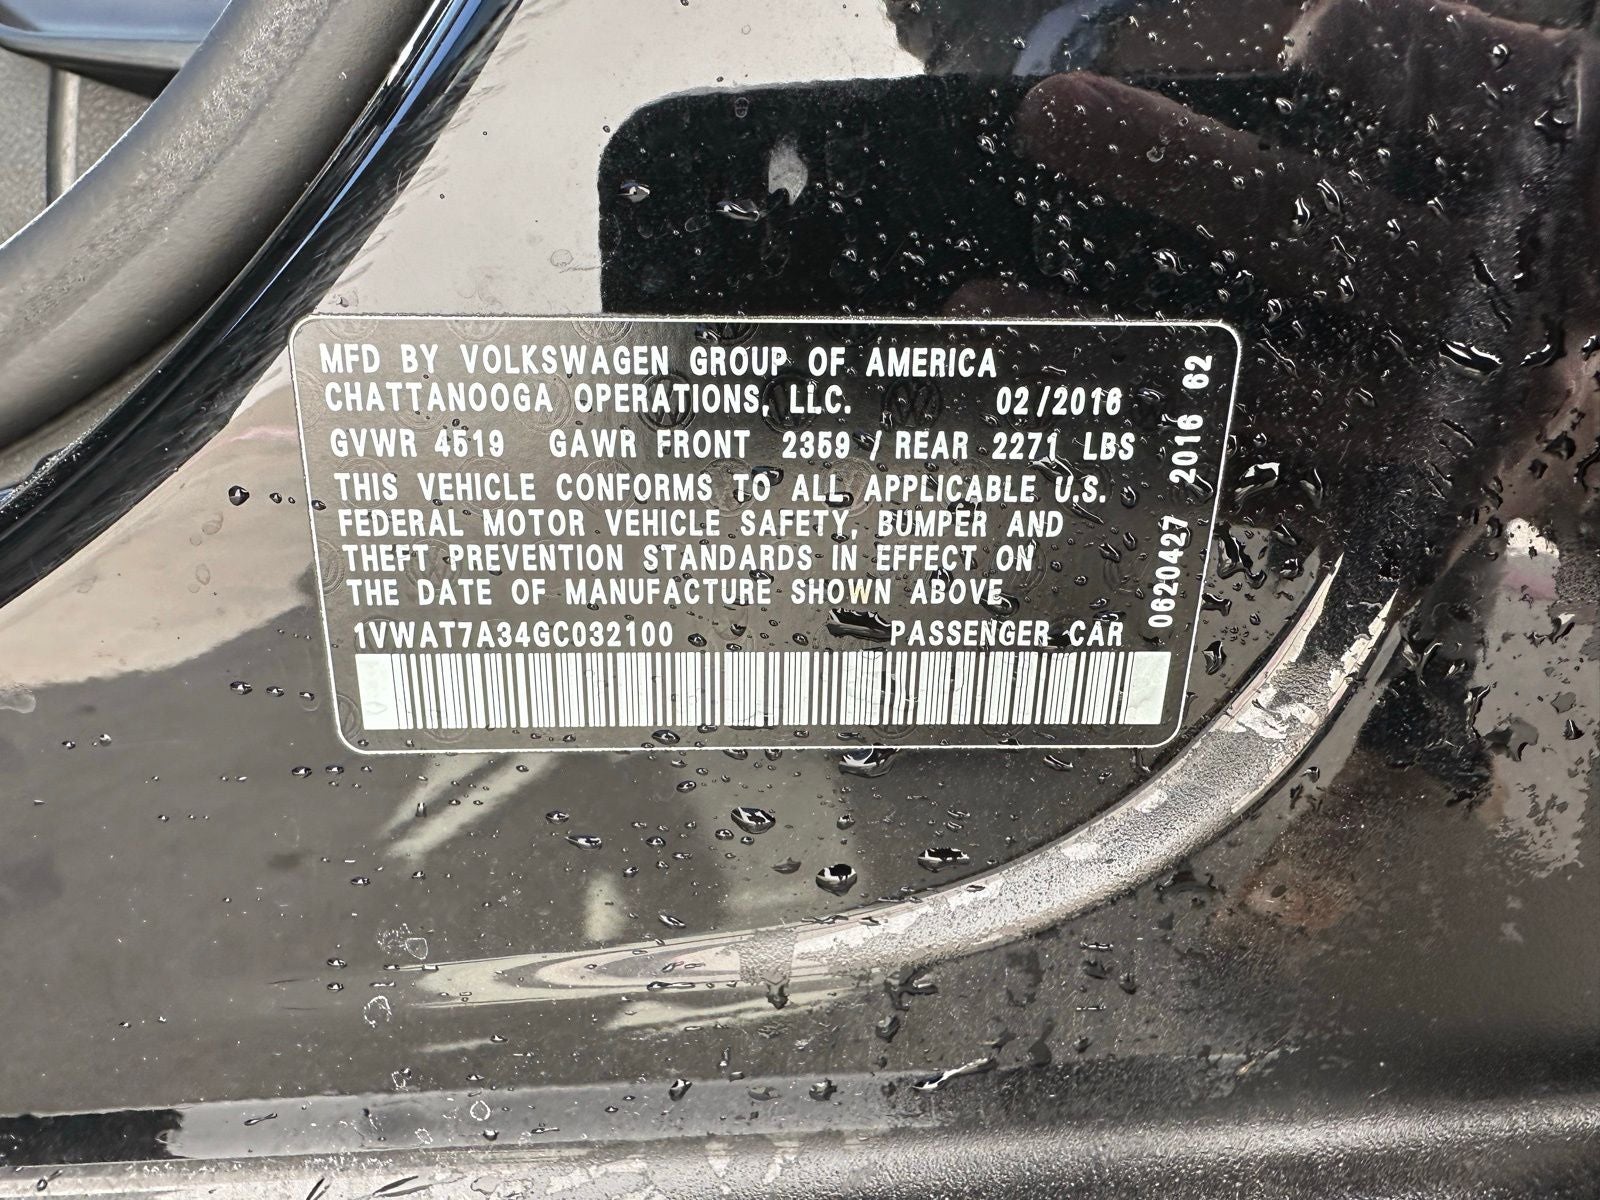 MFD BY VOLKSWAGEN GROUP OF AMERICA
CHATTANOOGA OPERATIONS, LLC. 02/2016
GVWR 4519 GAWR FRONT 2359 / REAR 2271 LBS
THIS VEHICLE CONFORMS TO ALL APPLICABLE U.S.
FEDERAL MOTOR VEHICLE SAFETY, BUMPER AND
THEFT PREVENTION STANDARDS IN EFFECT ON
THE DATE OF MANUFACTURE SHOWN ABOVE
1VWAT7A34GC032100 PASSENGER CAR
0620427 2016 62